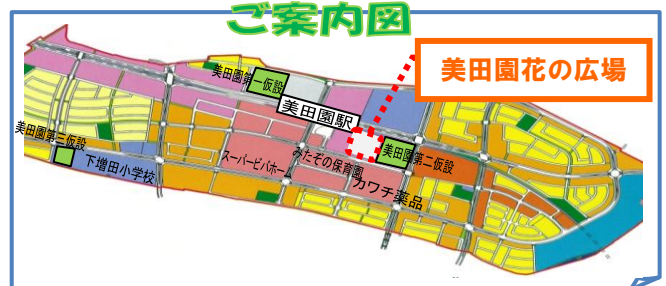 ご案内図
美田園花の広場
美田園第一仮設
美田園駅
美田園第三仮設
下増田小学校
スーパービバホーム
みたぞの保育園
美田園第二仮設
カワチ薬品